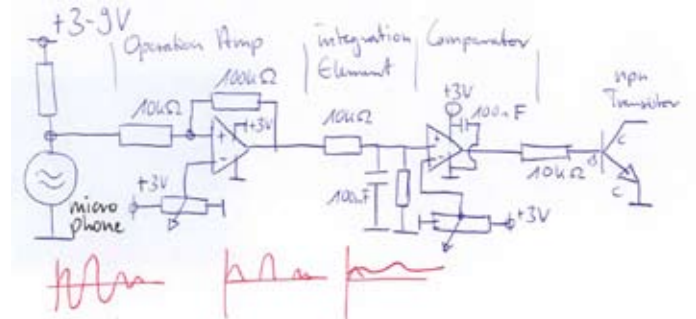 +3-9V
Operation Amp
integration
Element
Comparator
npn
Transistor
100kΩ
10kΩ
+3V
+
-
+3V
micro
phone
10kΩ
100nF
+3V
100nF
+
-
+3V
10kΩ
C
C